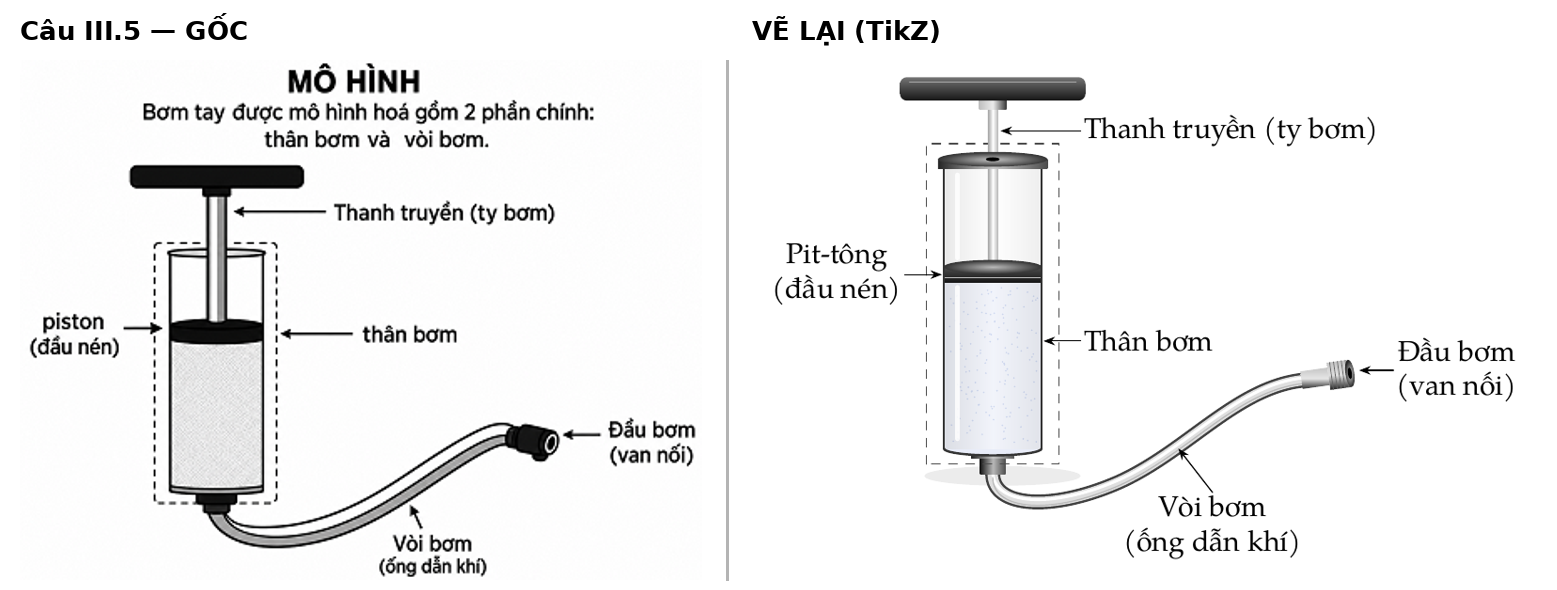 Câu III.5 — GỐC
MÔ HÌNH
Bơm tay được mô hình hoá gồm 2 phần chính:
thân bơm và vòi bơm.
Thanh truyền (ty bơm)
piston
(đầu nén)
thân bơm
Đầu bơm
(van nối)
Vòi bơm
(ống dẫn khí)
VẼ LẠI (TikZ)
Thanh truyền (ty bơm)
Pit-tông
(đầu nén)
Thân bơm
Đầu bơm
(van nối)
Vòi bơm
(ống dẫn khí)